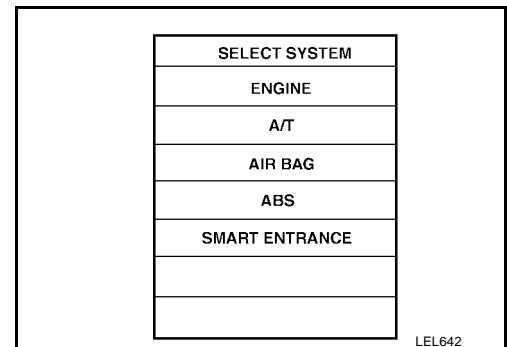 SELECT SYSTEM
ENGINE
A/T
AIR BAG
ABS
SMART ENTRANCE
LEL642